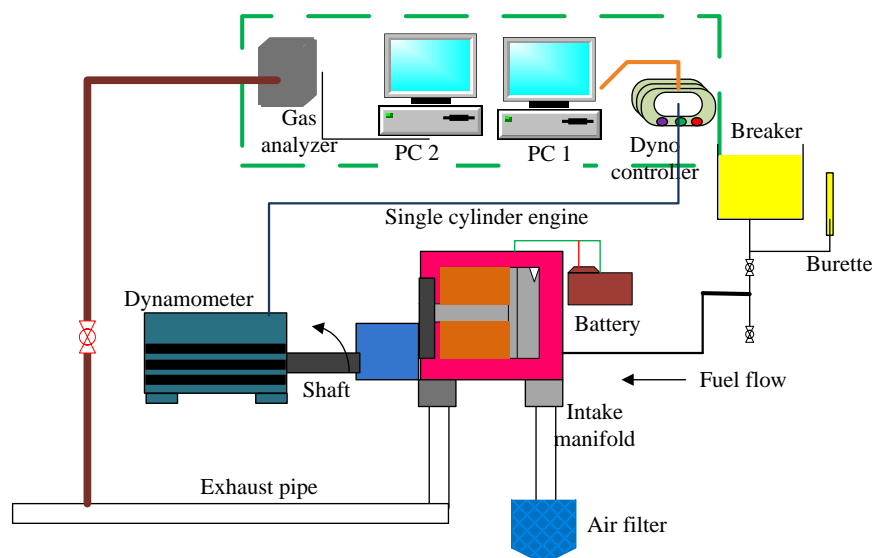 Gas
analyzer
PC 2
PC 1
Dyno
controller
Breaker
Single cylinder engine
Burette
Dynamometer
Battery
Shaft
Fuel flow
Intake
manifold
Exhaust pipe
Air filter